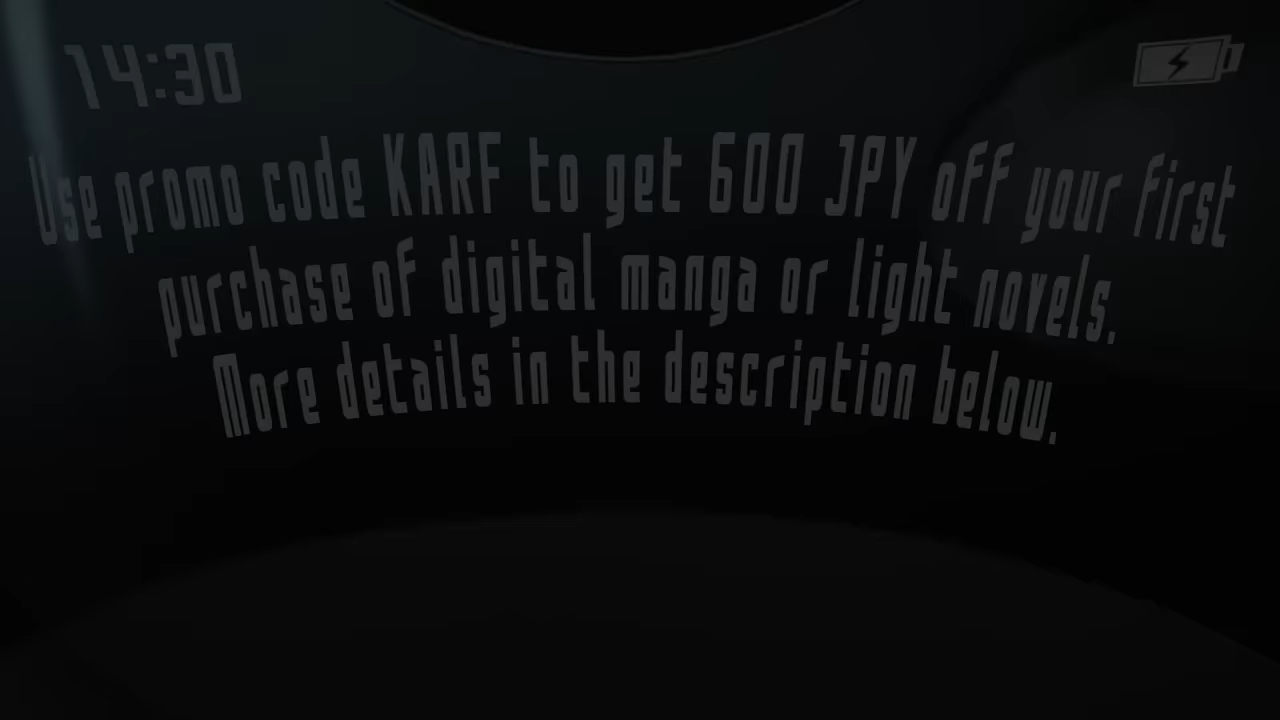 14:30
Use promo code KARF to get 600 JPY off your first
purchase of digital manga or light novels.
More details in the description below.